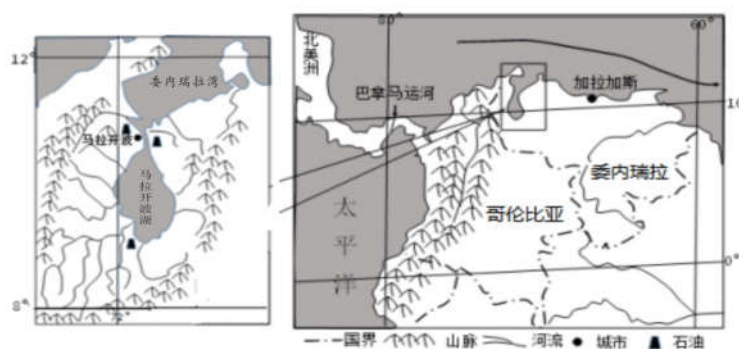 12°
委内瑞拉湾
马拉开波
马拉开波湖
8°
72°
80°
60°
北美洲
巴拿马运河
加拉加斯
10
委内瑞拉
哥伦比亚
太平洋
0°
国界 山脉 河流 城市 石油